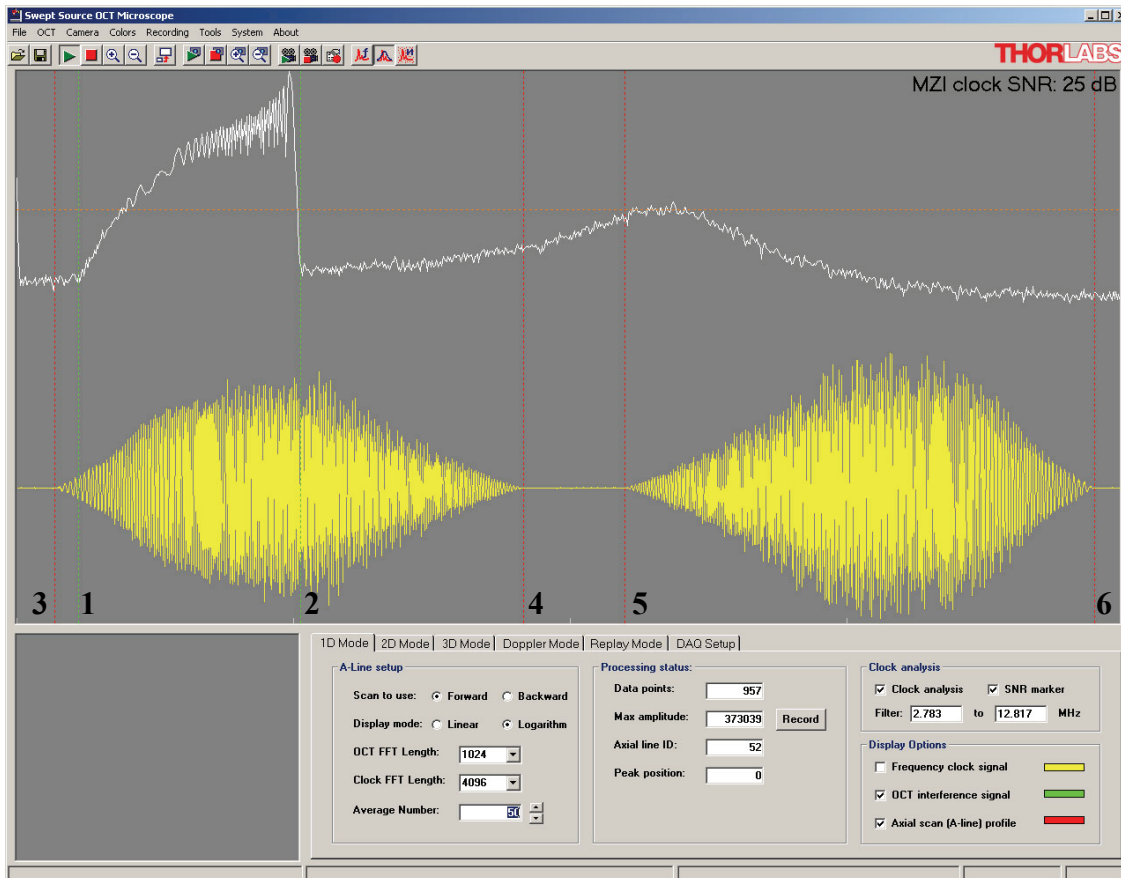 Swept Source OCT Microscope
File OCT Camera Colors Recording Tools System About
THORLABS
MZI clock SNR: 25 dB
3 1 2 4 5 6
1D Mode 2D Mode 3D Mode Doppler Mode Replay Mode DAQ Setup
A-Line setup
Scan to use: Forward Backward
Display mode: Linear Logarithm
OCT FFT Length: 1024
Clock FFT Length: 4096
Average Number: 50
Processing status:
Data points: 957
Max amplitude: 373039 Record
Axial line ID: 52
Peak position: 0
Clock analysis
Clock analysis SNR marker
Filter: 2.783 to 12.817 MHz
Display Options
Frequency clock signal
OCT interference signal
Axial scan (A-line) profile